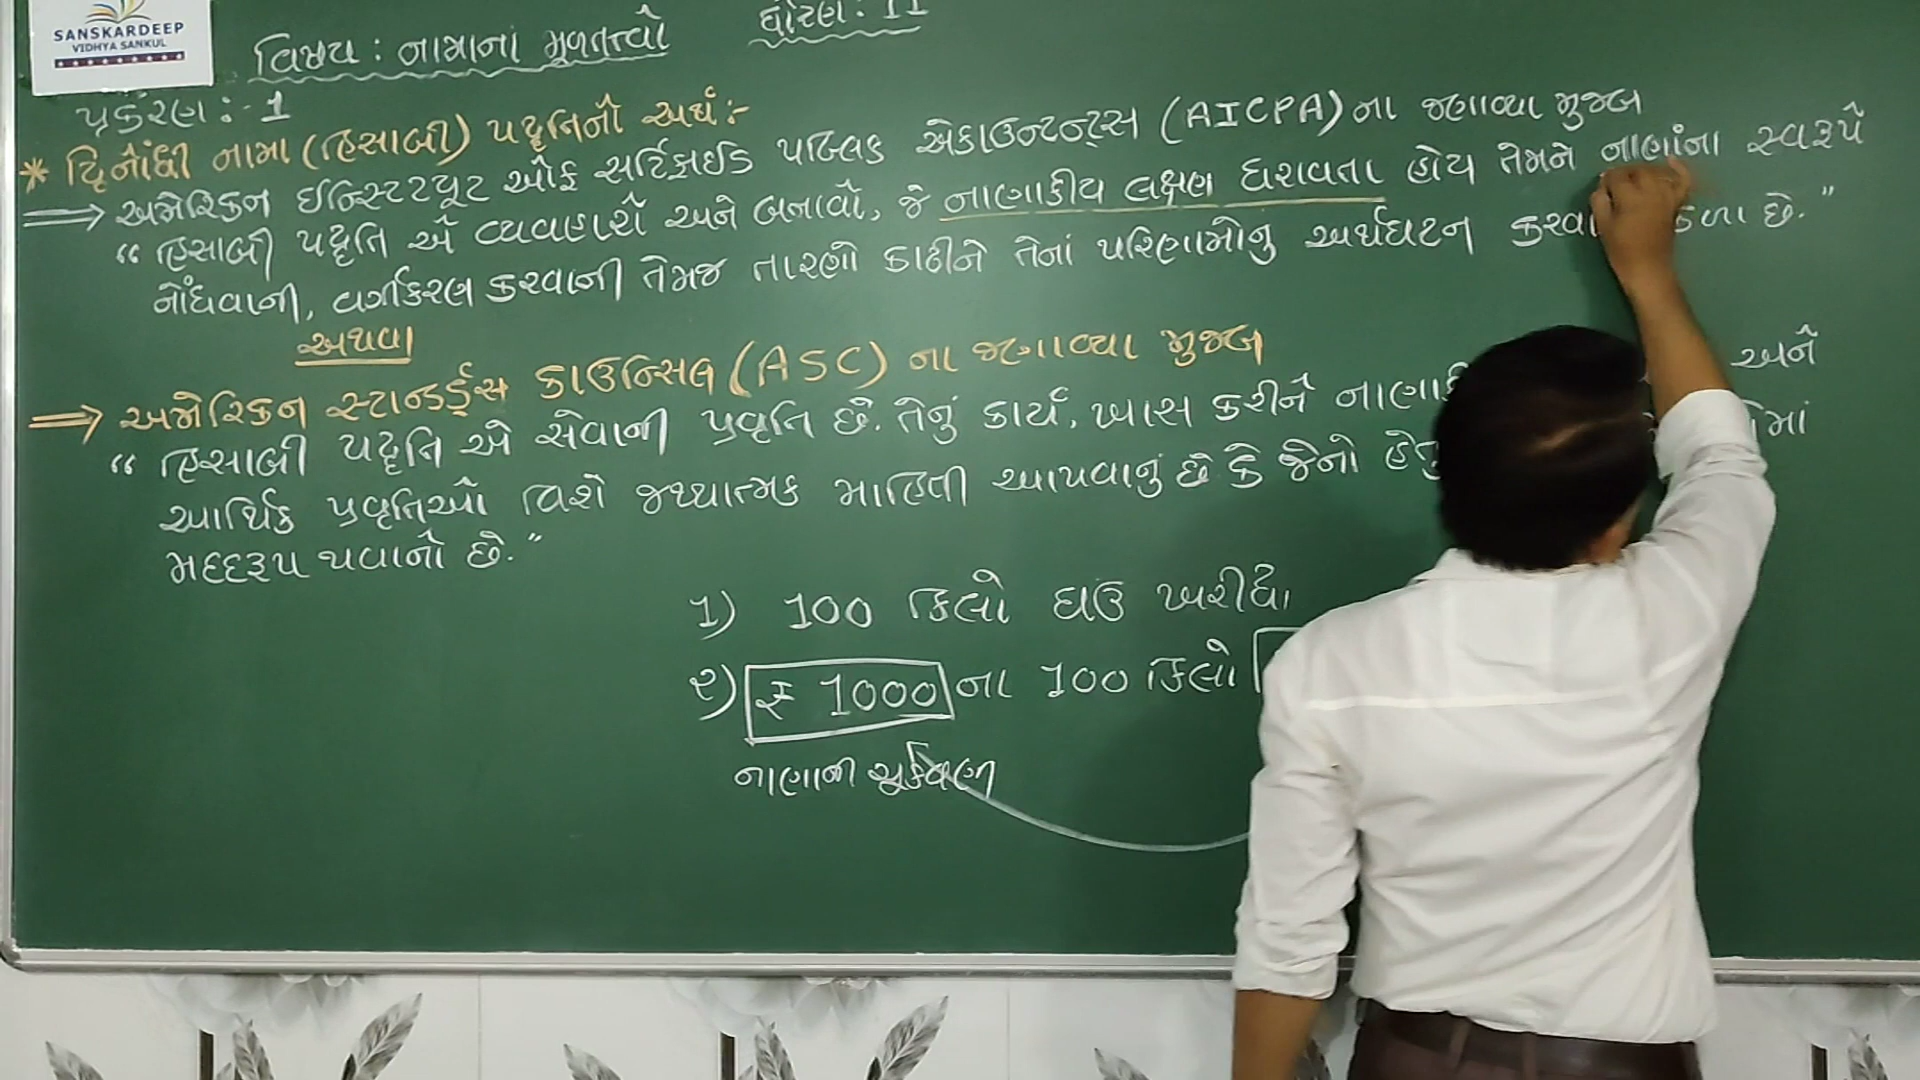 SANSKARDEEP
VIDHYA SANKUL
વિષય : નામાના મૂળતત્ત્વો ધોરણ : 11
પ્રકરણ :- 1
* દ્વિનોંધી નામા (હિસાબી) પદ્ધતિનો અર્થ :-
⇒ અમેરિકન ઈન્સ્ટિટ્યૂટ ઓફ સર્ટિફાઈડ પબ્લિક એકાઉન્ટન્ટ્સ (AICPA) ના જણાવ્યા મુજબ
“ હિસાબી પદ્ધતિ એ વ્યવહારો અને બનાવો, જે નાણાકીય લક્ષણ ધરાવતા હોય તેમને નાણાંના સ્વરૂપે
નોંધવાની, વર્ગીકરણ કરવાની તેમજ તારણો કાઢીને તેનાં પરિણામોનુ અર્થઘટન કરવા કળા છે. ”
અથવા
⇒ અમેરિકન સ્ટાન્ડર્ડ્સ કાઉન્સિલ (ASC) ના જણાવ્યા મુજબ
“ હિસાબી પદ્ધતિ એ સેવાની પ્રવૃતિ છે. તેનું કાર્ય, ખાસ કરીને અને
આર્થિક પ્રવૃતિઓ વિશે જથ્થાત્મક માહિતી આપવાનું છે કે જેનો હેતુ
મદદરૂપ થવાનો છે. ”
1) 100 કિલો ઘઉં ખરીદ્યા
૨) ₹ 1000 ના 100 કિલો
નાણાની ચૂકવણી